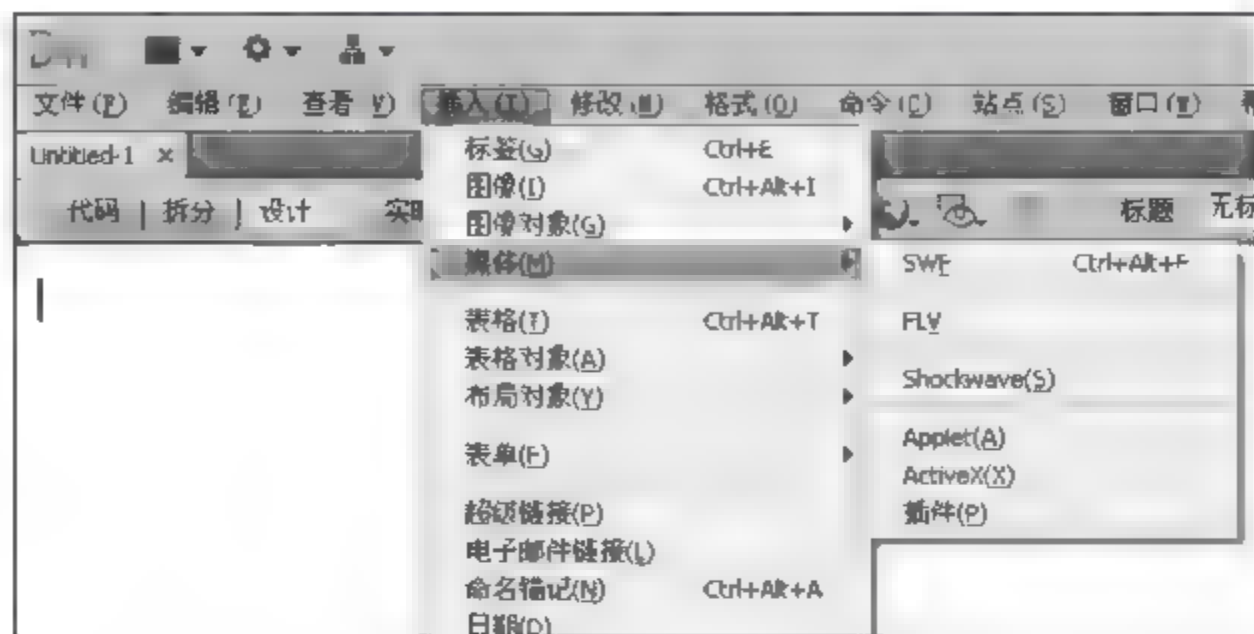 Dw
文件(F) 编辑(E) 查看(V) 插入(I) 修改(M) 格式(O) 命令(C) 站点(S) 窗口(W)
Untitled-1 ×
代码 拆分 设计 标题
标签(G) Ctrl+E
图像(I) Ctrl+Alt+I
图像对象(G)
媒体(M)
表格(T) Ctrl+Alt+T
表格对象(A)
布局对象(Y)
表单(F)
超级链接(P)
电子邮件链接(L)
命名锚记(N) Ctrl+Alt+A
日期(D)
SWF Ctrl+Alt+F
FLV
Shockwave(S)
Applet(A)
ActiveX(X)
插件(P)